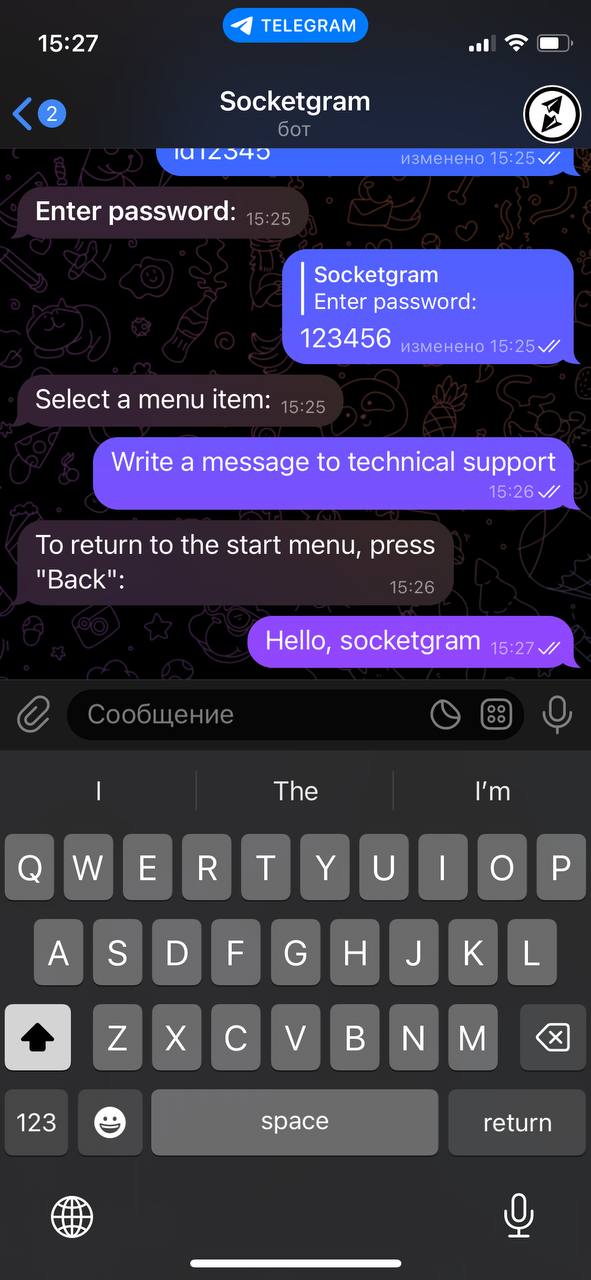 15:27
TELEGRAM
2
Socketgram
бот
id12345
изменено 15:25
Enter password: 15:25
Socketgram
Enter password:
123456 изменено 15:25
Select a menu item: 15:25
Write a message to technical support
15:26
To return to the start menu, press
"Back": 15:26
Hello, socketgram 15:27
Сообщение
I The I'm
Q W E R T Y U I O P
A S D F G H J K L
Z X C V B N M
123 space return